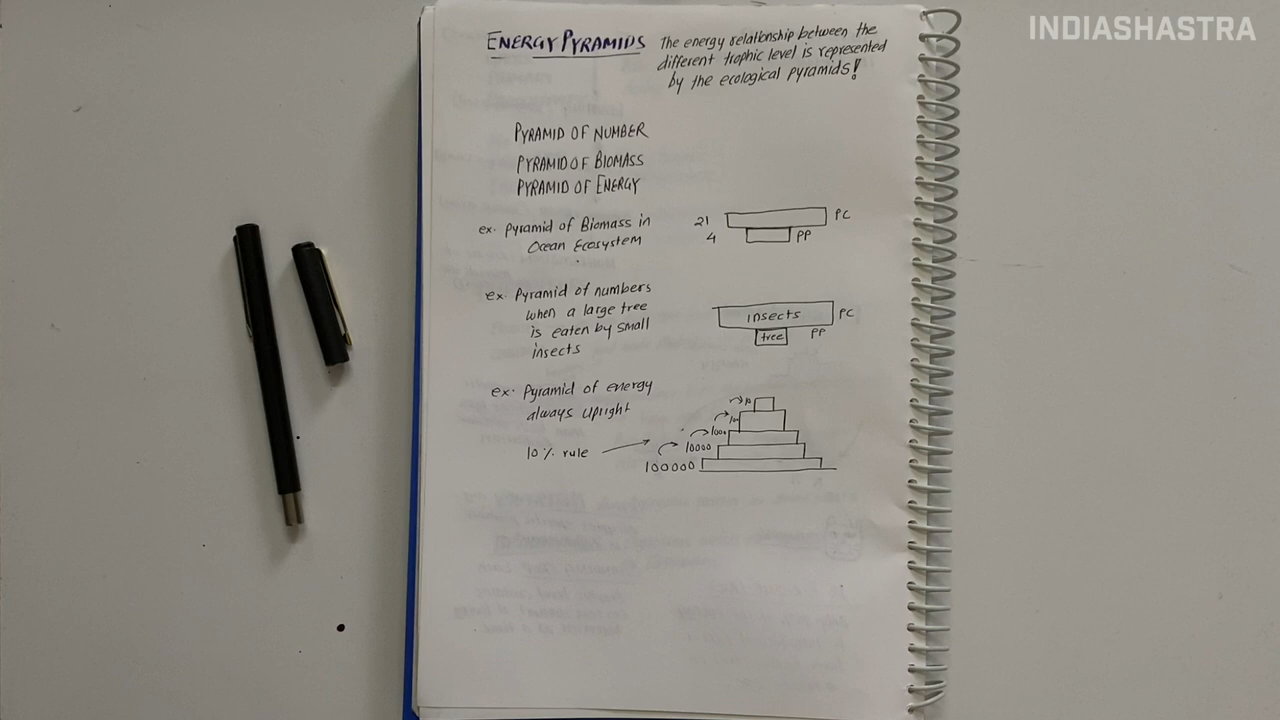 INDIASHASTRA
ENERGY PYRAMIDS
The energy relationship between the
different trophic level is represented
by the ecological pyramids!
PYRAMID OF NUMBER
PYRAMID OF BIOMASS
PYRAMID OF ENERGY
ex. Pyramid of Biomass in
Ocean Ecosystem
21 PC
4 PP
ex. Pyramid of numbers
when a large tree
is eaten by small
insects
insects PC
tree PP
ex. Pyramid of energy
always upright
10 % rule
10
100
1000
10000
100000